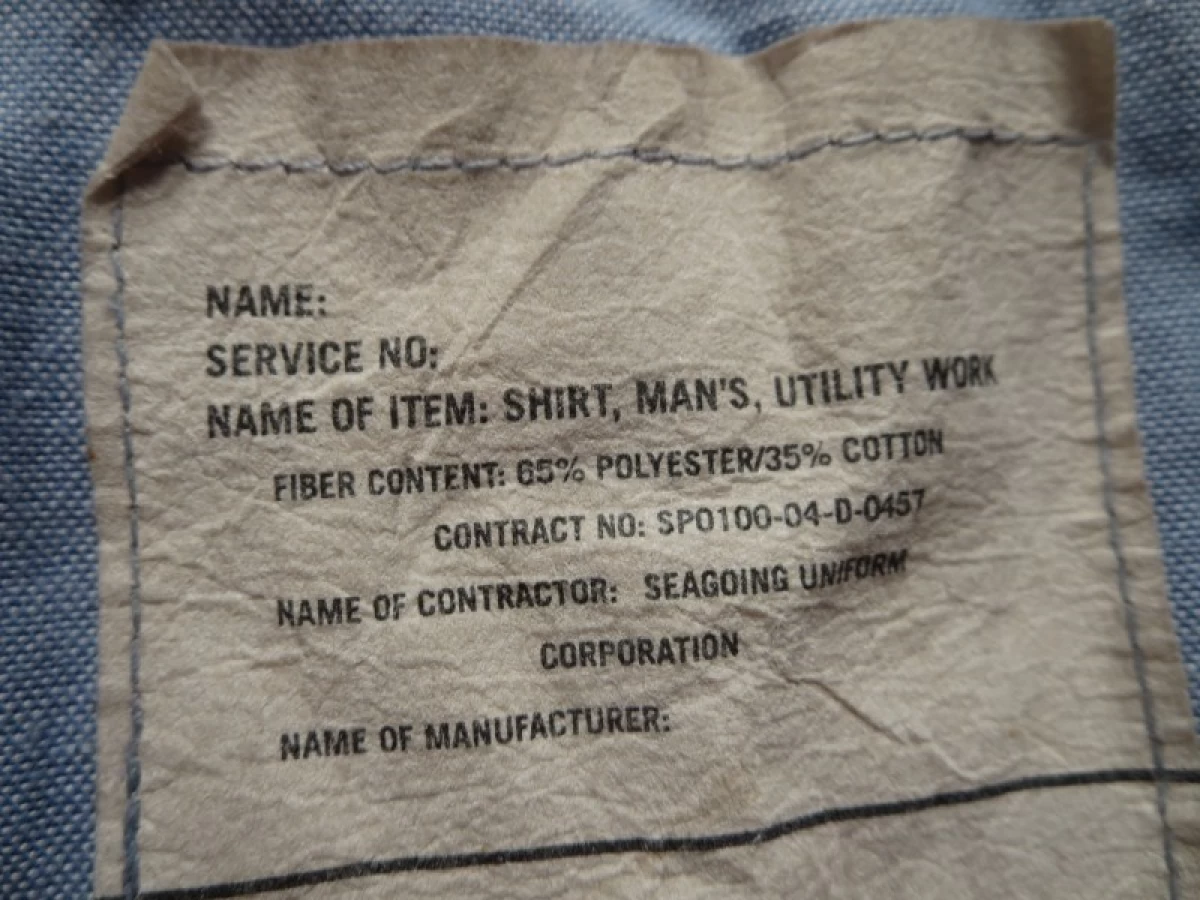 NAME:
SERVICE NO:
NAME OF ITEM: SHIRT, MAN'S, UTILITY WORK
FIBER CONTENT: 65% POLYESTER/35% COTTON
CONTRACT NO: SPO100-04-D-0457
NAME OF CONTRACTOR: SEAGOING UNIFORM
CORPORATION
NAME OF MANUFACTURER: